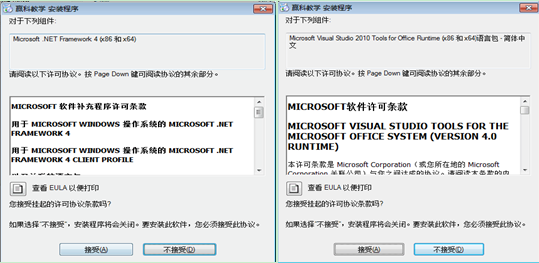 赢科教学 安装程序
对于下列组件:
Microsoft .NET Framework 4 (x86 和 x64)
请阅读以下许可协议。按 Page Down 键可阅读协议的其余部分。
MICROSOFT 软件补充程序许可条款
用于 MICROSOFT WINDOWS 操作系统的 MICROSOFT .NET
FRAMEWORK 4
用于 MICROSOFT WINDOWS 操作系统的 MICROSOFT .NET
FRAMEWORK 4 CLIENT PROFILE
查看 EULA 以便打印
您接受挂起的许可协议条款吗?
如果选择“不接受”,安装程序将会关闭。要安装此软件,您必须接受此协议。
接受(A)
不接受(D)
赢科教学 安装程序
对于下列组件:
Microsoft Visual Studio 2010 Tools for Office Runtime (x86 和 x64)语言包 - 简体中
文
请阅读以下许可协议。按 Page Down 键可阅读协议的其余部分。
MICROSOFT软件许可条款
MICROSOFT VISUAL STUDIO TOOLS FOR THE
MICROSOFT OFFICE SYSTEM (VERSION 4.0
RUNTIME)
本许可条款是 Microsoft Corporation(或您所在地的 Microsoft
Corporation 关联公司)与您之间达成的协议。请阅读本条款的内
查看 EULA 以便打印
您接受挂起的许可协议条款吗?
如果选择“不接受”,安装程序将会关闭。要安装此软件,您必须接受此协议。
接受(A)
不接受(D)